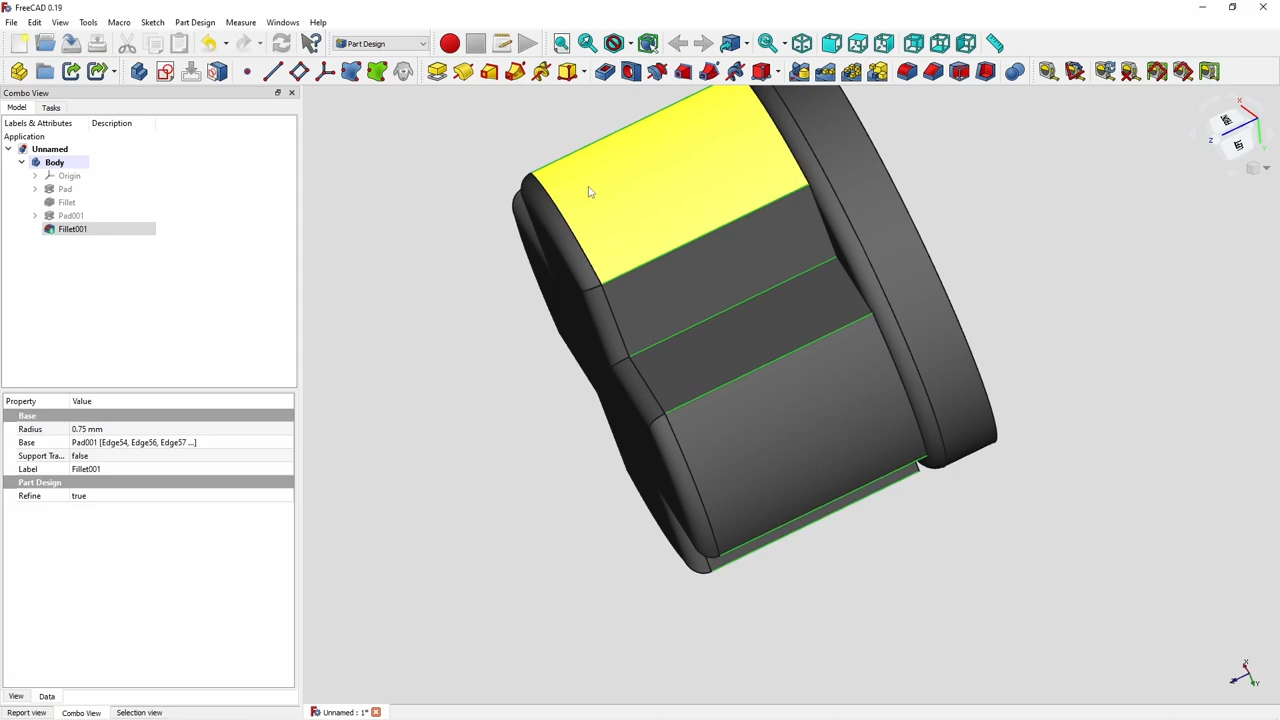 FreeCAD 0.19
File Edit View Tools Macro Sketch Part Design Measure Windows Help
Part Design
Combo View
Model Tasks
Labels & Attributes Description
Application
Unnamed
Body
Origin
Pad
Fillet
Pad001
Fillet001
Property Value
Base
Radius 0.75 mm
Base Pad001 [Edge54, Edge56, Edge57 ...]
Support Tra... false
Label Fillet001
Part Design
Refine true
View Data
Report view Combo View Selection view
Unnamed : 1*
X
Z
X
Y